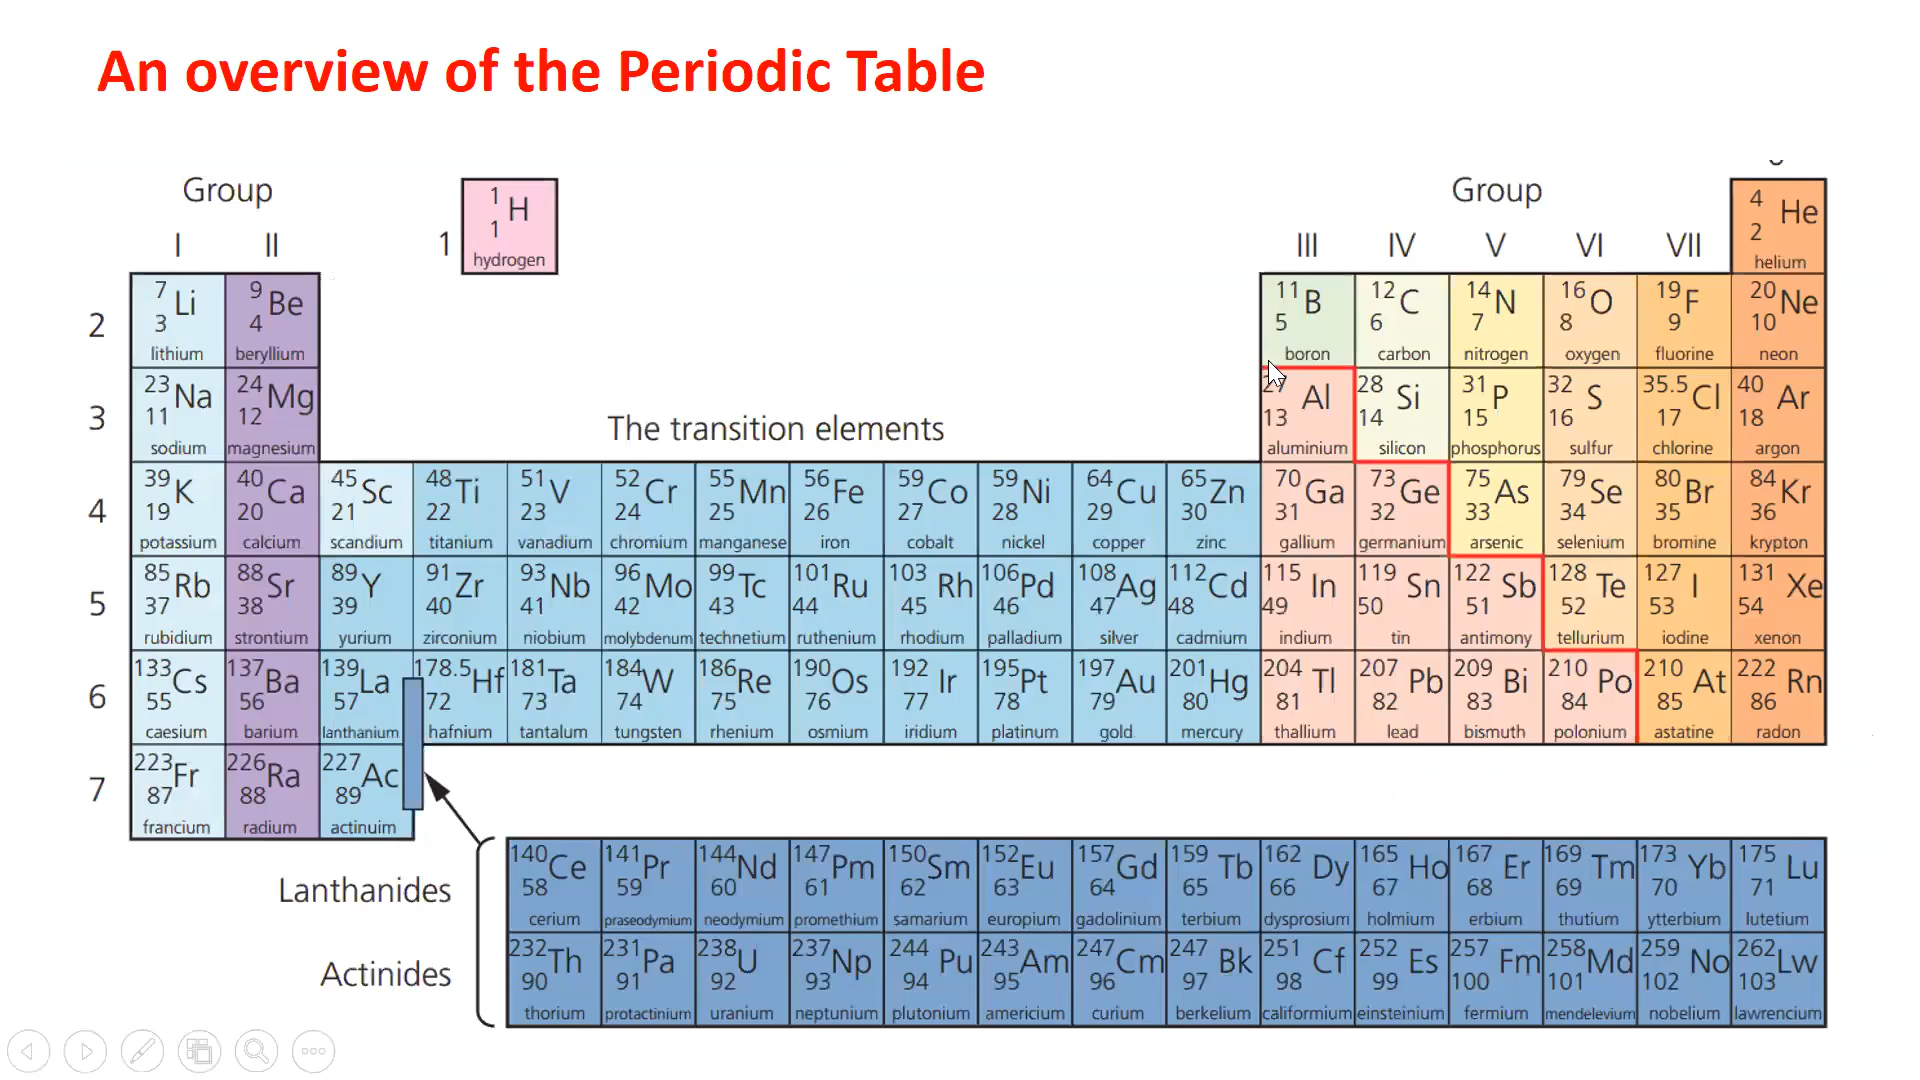 An overview of the Periodic Table
Group
Group
I II III IV V VI VII
1
1 H 1 hydrogen
4 He 2 helium
2
7 Li 3 lithium
9 Be 4 beryllium
11 B 5 boron
12 C 6 carbon
14 N 7 nitrogen
16 O 8 oxygen
19 F 9 fluorine
20 Ne 10 neon
3
23 Na 11 sodium
24 Mg 12 magnesium
The transition elements
27 Al 13 aluminium
28 Si 14 silicon
31 P 15 phosphorus
32 S 16 sulfur
35.5 Cl 17 chlorine
40 Ar 18 argon
4
39 K 19 potassium
40 Ca 20 calcium
45 Sc 21 scandium
48 Ti 22 titanium
51 V 23 vanadium
52 Cr 24 chromium
55 Mn 25 manganese
56 Fe 26 iron
59 Co 27 cobalt
59 Ni 28 nickel
64 Cu 29 copper
65 Zn 30 zinc
70 Ga 31 gallium
73 Ge 32 germanium
75 As 33 arsenic
79 Se 34 selenium
80 Br 35 bromine
84 Kr 36 krypton
5
85 Rb 37 rubidium
88 Sr 38 strontium
89 Y 39 yurium
91 Zr 40 zirconium
93 Nb 41 niobium
96 Mo 42 molybdenum
99 Tc 43 technetium
101 Ru 44 ruthenium
103 Rh 45 rhodium
106 Pd 46 palladium
108 Ag 47 silver
112 Cd 48 cadmium
115 In 49 indium
119 Sn 50 tin
122 Sb 51 antimony
128 Te 52 tellurium
127 I 53 iodine
131 Xe 54 xenon
6
133 Cs 55 caesium
137 Ba 56 barium
139 La 57 lanthanium
178.5 Hf 72 hafnium
181 Ta 73 tantalum
184 W 74 tungsten
186 Re 75 rhenium
190 Os 76 osmium
192 Ir 77 iridium
195 Pt 78 platinum
197 Au 79 gold
201 Hg 80 mercury
204 Tl 81 thallium
207 Pb 82 lead
209 Bi 83 bismuth
210 Po 84 polonium
210 At 85 astatine
222 Rn 86 radon
7
223 Fr 87 francium
226 Ra 88 radium
227 Ac 89 actinuim
Lanthanides
140 Ce 58 cerium
141 Pr 59 praseodymium
144 Nd 60 neodymium
147 Pm 61 promethium
150 Sm 62 samarium
152 Eu 63 europium
157 Gd 64 gadolinium
159 Tb 65 terbium
162 Dy 66 dysprosium
165 Ho 67 holmium
167 Er 68 erbium
169 Tm 69 thutium
173 Yb 70 ytterbium
175 Lu 71 lutetium
Actinides
232 Th 90 thorium
231 Pa 91 protactinium
238 U 92 uranium
237 Np 93 neptunium
244 Pu 94 plutonium
243 Am 95 americium
247 Cm 96 curium
247 Bk 97 berkelium
251 Cf 98 californium
252 Es 99 einsteinium
257 Fm 100 fermium
258 Md 101 mendelevium
259 No 102 nobelium
262 Lw 103 lawrencium